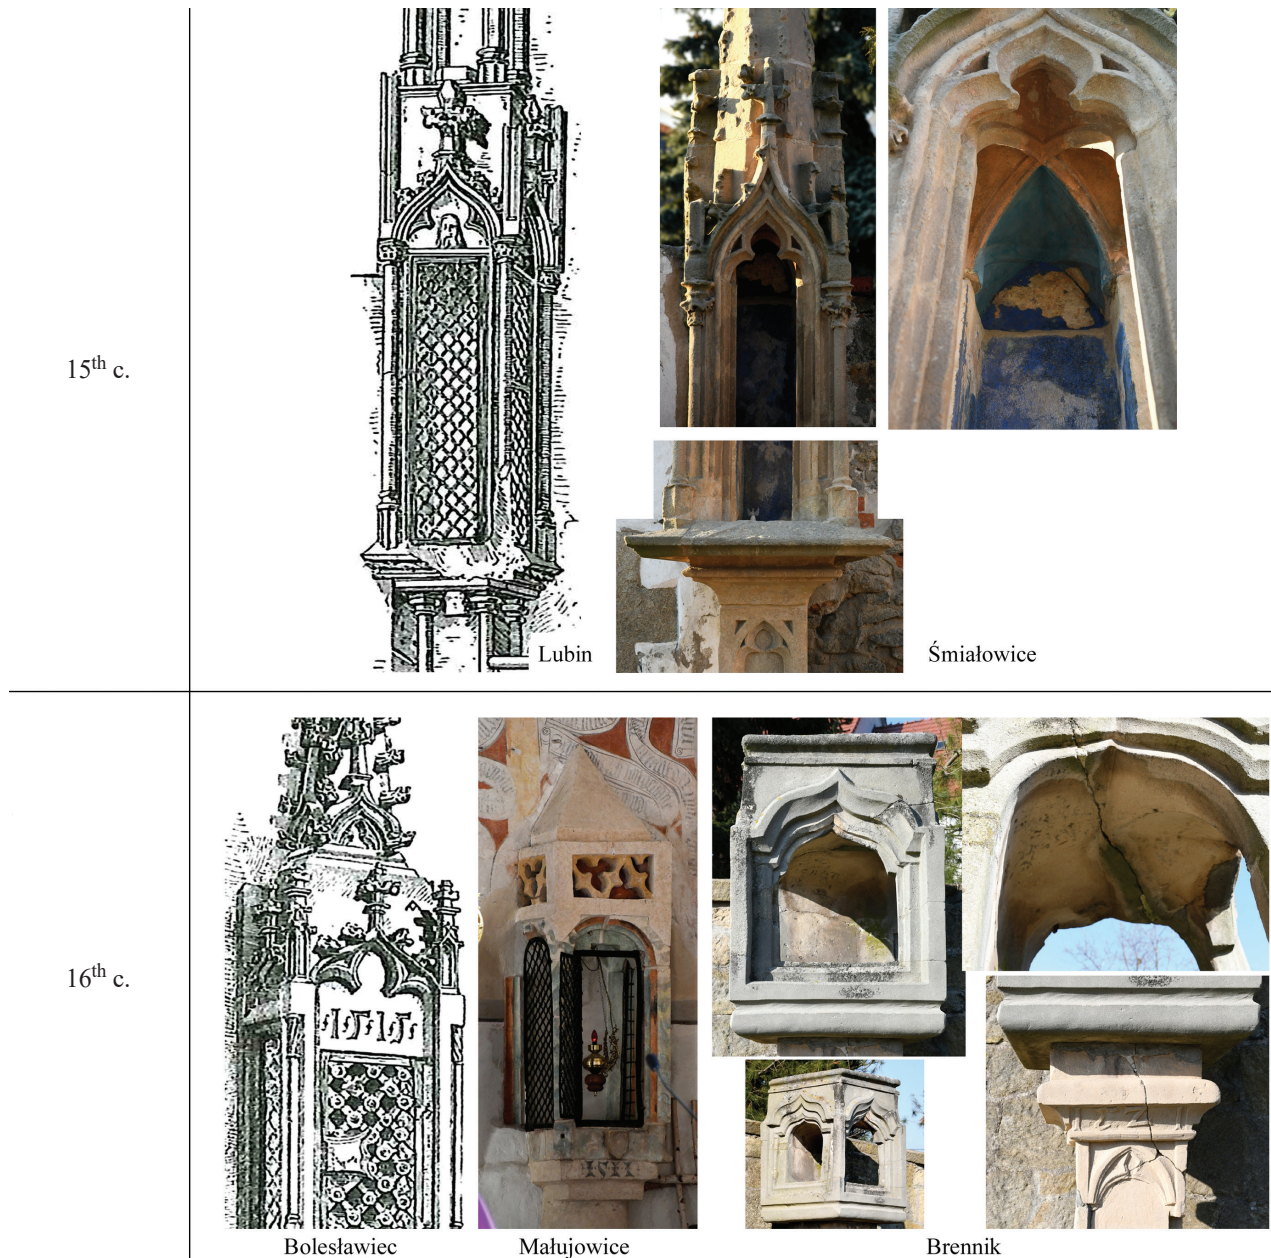 15th c.
Lubin
Śmiałowice
16th c.
Bolesławiec
Małujowice
Brennik